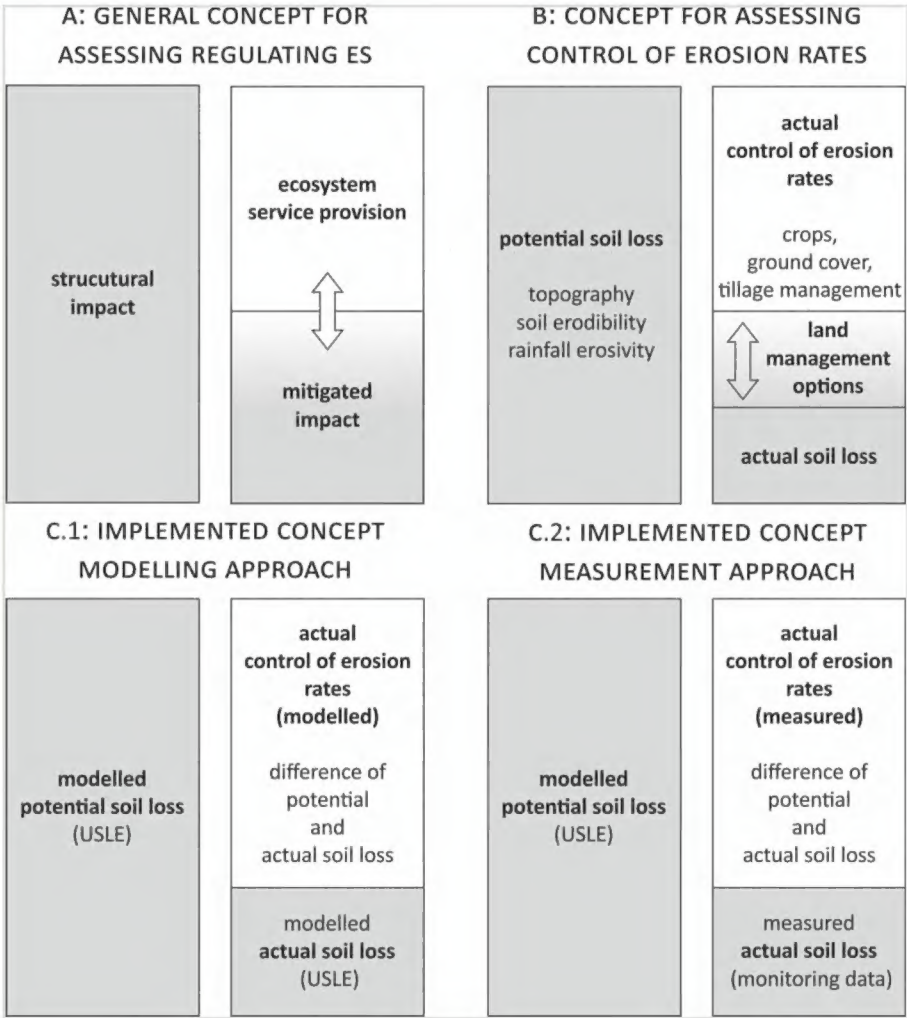 A: GENERAL CONCEPT FOR
ASSESSING REGULATING ES
strucutural
impact
ecosystem
service provision
mitigated
impact
B: CONCEPT FOR ASSESSING
CONTROL OF EROSION RATES
potential soil loss
topography
soil erodibility
rainfall erosivity
actual
control of erosion
rates
crops,
ground cover,
tillage management
land
management
options
actual soil loss
C.1: IMPLEMENTED CONCEPT
MODELLING APPROACH
modelled
potential soil loss
(USLE)
actual
control of erosion
rates
(modelled)
difference of
potential
and
actual soil loss
modelled
actual soil loss
(USLE)
C.2: IMPLEMENTED CONCEPT
MEASUREMENT APPROACH
modelled
potential soil loss
(USLE)
actual
control of erosion
rates
(measured)
difference of
potential
and
actual soil loss
measured
actual soil loss
(monitoring data)